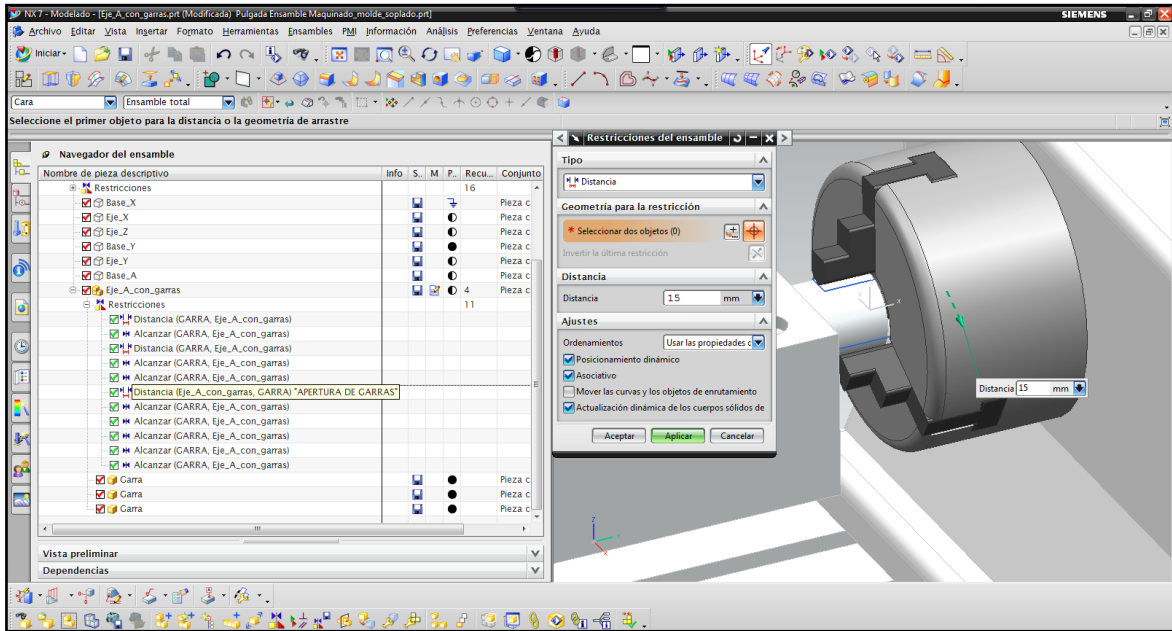 NX7 - Modelado - [Eje_A_con_garras.prt (Modificada) Pulgada Ensamble Maquinado_molde_soplado.prt]
SIEMENS
Archivo Editar Vista Insertar Formato Herramientas Ensambles PMI Información Análisis Preferencias Ventana Ayuda
Iniciar
Cara
Ensamble total
Seleccione el primer objeto para la distancia o la geometría de arrastre
Navegador del ensamble
Nombre de pieza descriptivo Info S.. M P.. Recu... Conjunto
Restricciones 16
Base_X Pieza c
Eje_X Pieza c
Eje_Z Pieza c
Base_Y Pieza c
Eje_Y Pieza c
Base_A Pieza c
Eje_A_con_garras 4 Pieza c
Restricciones 11
Distancia (GARRA, Eje_A_con_garras)
Alcanzar (GARRA, Eje_A_con_garras)
Distancia (GARRA, Eje_A_con_garras)
Alcanzar (GARRA, Eje_A_con_garras)
Alcanzar (GARRA, Eje_A_con_garras)
Distancia (Eje_A_con_garras, GARRA) "APERTURA DE GARRAS"
Alcanzar (GARRA, Eje_A_con_garras)
Alcanzar (GARRA, Eje_A_con_garras)
Alcanzar (GARRA, Eje_A_con_garras)
Alcanzar (GARRA, Eje_A_con_garras)
Alcanzar (GARRA, Eje_A_con_garras)
Garra Pieza c
Garra Pieza c
Garra Pieza c
Vista preliminar
Dependencias
Restricciones del ensamble
Tipo
Distancia
Geometría para la restricción
* Seleccionar dos objetos (0)
Invertir la última restricción
Distancia
Distancia 15 mm
Ajustes
Ordenamientos Usar las propiedades c
Posicionamiento dinámico
Asociativo
Mover las curvas y los objetos de enrutamiento
Actualización dinámica de los cuerpos sólidos de
Aceptar Aplicar Cancelar
Distancia 15 mm
X
Z
Y
X